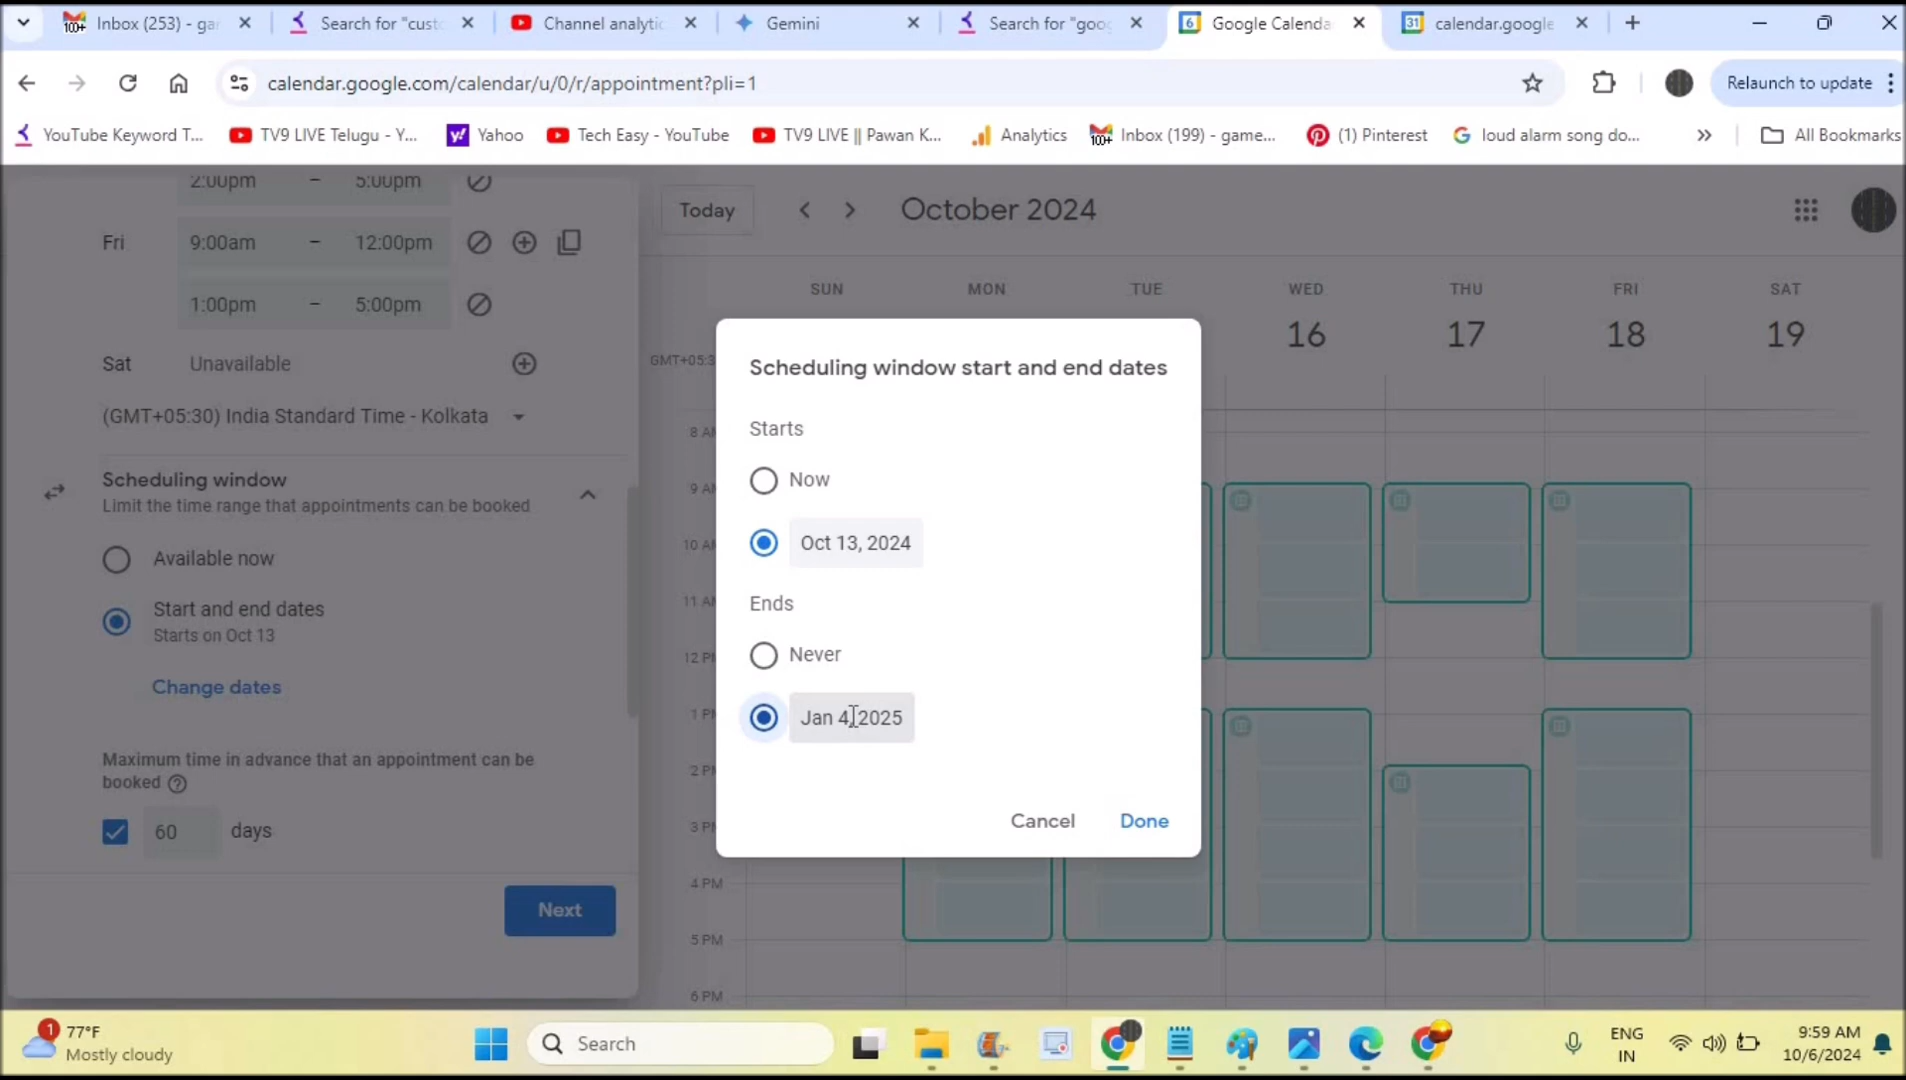 Inbox (253) - gar
Search for "custo
Channel analytic
Gemini
Search for "goog
Google Calenda
calendar.google
calendar.google.com/calendar/u/0/r/appointment?pli=1
Relaunch to update
YouTube Keyword T...
TV9 LIVE Telugu - Y...
Yahoo
Tech Easy - YouTube
TV9 LIVE || Pawan K...
Analytics
Inbox (199) - game...
(1) Pinterest
loud alarm song do...
All Bookmarks
2:00pm – 5:00pm
Fri 9:00am – 12:00pm
1:00pm – 5:00pm
Sat Unavailable
(GMT+05:30) India Standard Time - Kolkata
Scheduling window
Limit the time range that appointments can be booked
Available now
Start and end dates
Starts on Oct 13
Change dates
Maximum time in advance that an appointment can be
booked
60 days
Next
Today
October 2024
SUN MON TUE WED THU FRI SAT
16 17 18 19
GMT+05:3
8 AM
9 AM
10 AM
11 AM
12 PM
1 PM
2 PM
3 PM
4 PM
5 PM
6 PM
Scheduling window start and end dates
Starts
Now
Oct 13, 2024
Ends
Never
Jan 4, 2025
Cancel
Done
1
77°F
Mostly cloudy
Search
ENG
IN
9:59 AM
10/6/2024